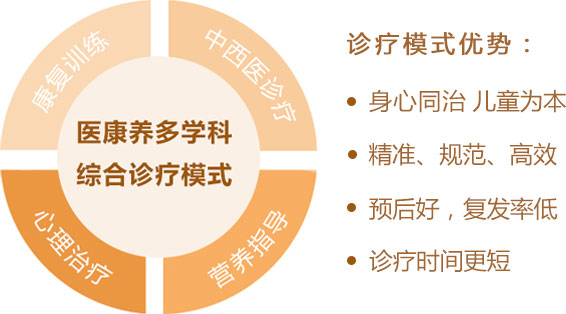 康复训练
中西医诊疗
医康养多学科
综合诊疗模式
心理治疗
营养指导
诊疗模式优势：
身心同治 儿童为本
精准、规范、高效
预后好，复发率低
诊疗时间更短